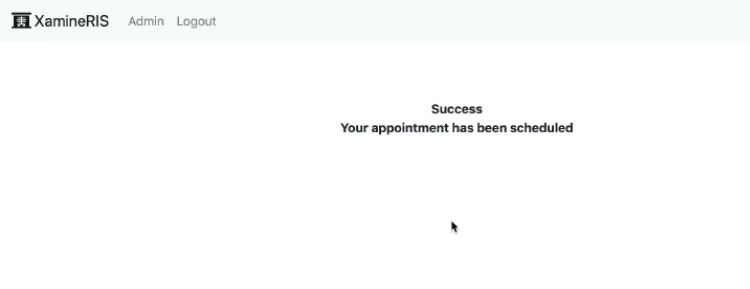 XamineRIS Admin Logout
Success
Your appointment has been scheduled